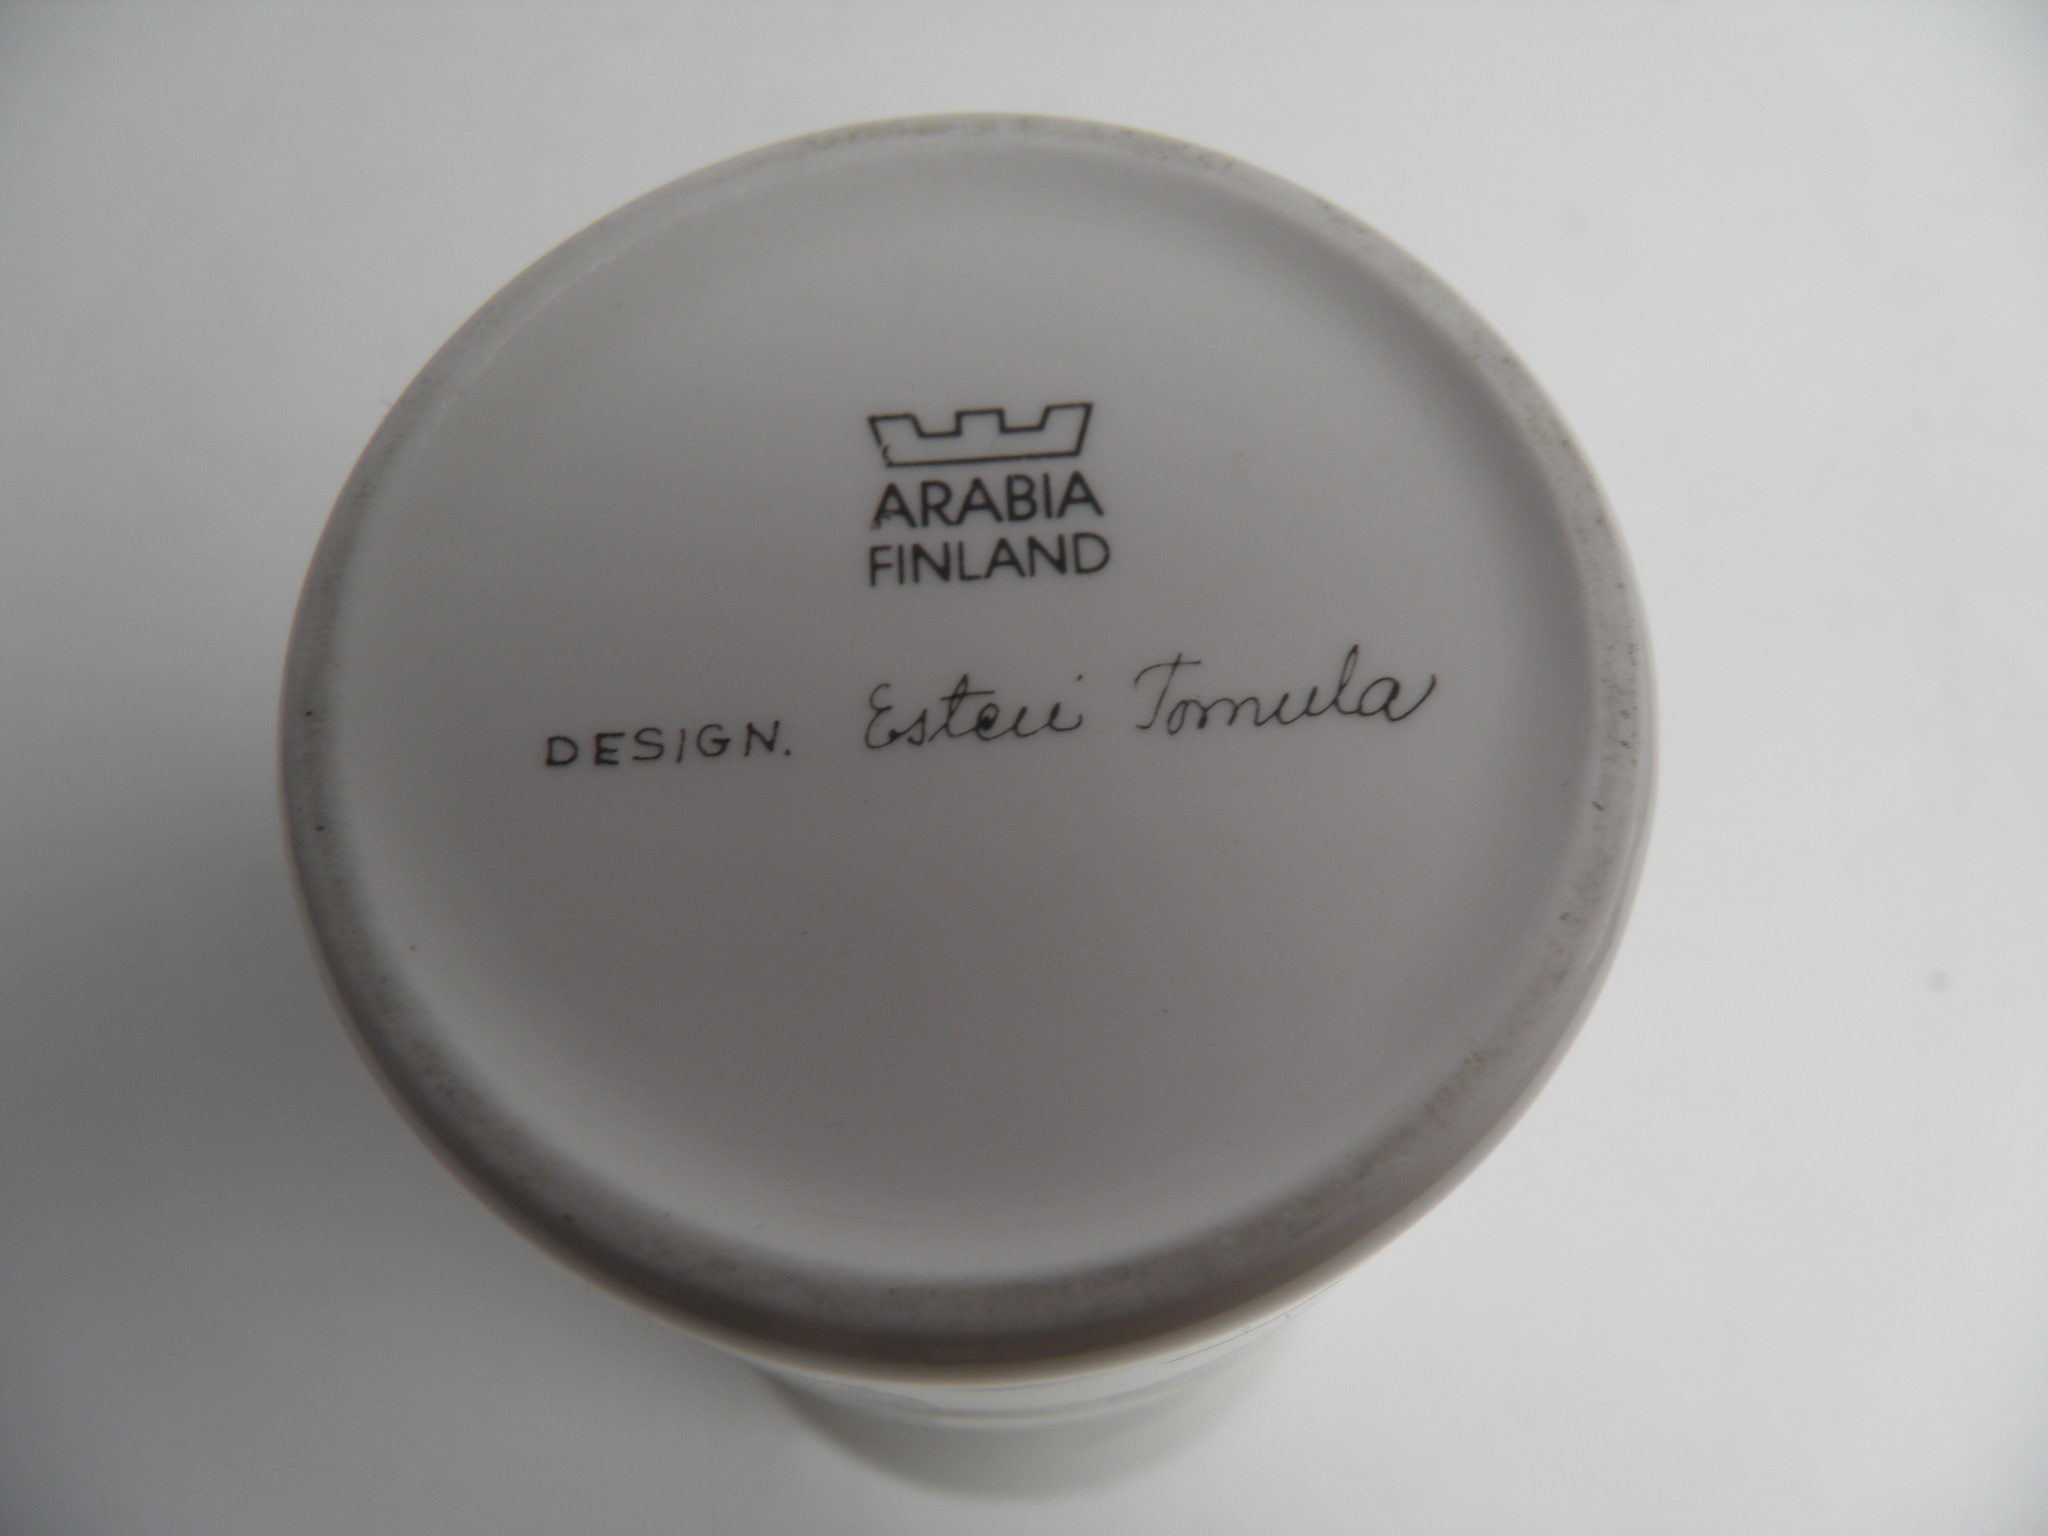 ARABIA
FINLAND
DESIGN. Esteri Tomula